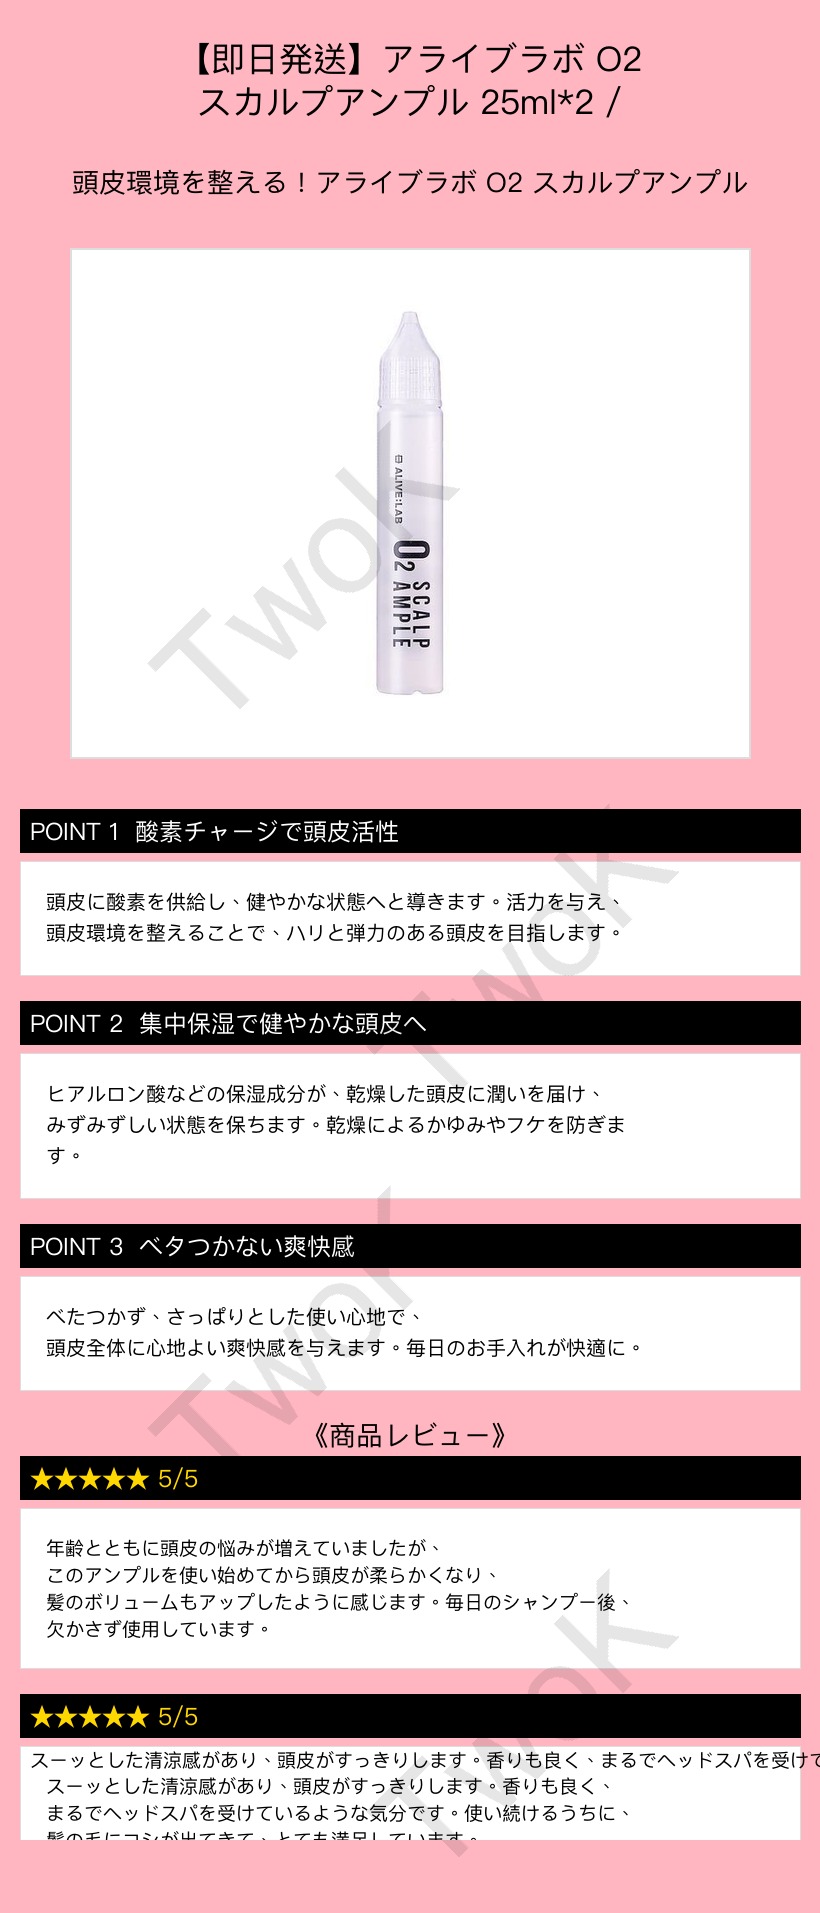 【即日発送】アライブラボ O2
スカルプアンプル 25ml*2 /
頭皮環境を整える！アライブラボ O2 スカルプアンプル
ALIVE:LAB
O2 SCALP
AMPLE
TwoK
POINT 1 酸素チャージで頭皮活性
頭皮に酸素を供給し、健やかな状態へと導きます。活力を与え、
頭皮環境を整えることで、ハリと弾力のある頭皮を目指します。
TwoK
POINT 2 集中保湿で健やかな頭皮へ
ヒアルロン酸などの保湿成分が、乾燥した頭皮に潤いを届け、
みずみずしい状態を保ちます。乾燥によるかゆみやフケを防ぎま
す。
POINT 3 ベタつかない爽快感
べたつかず、さっぱりとした使い心地で、
頭皮全体に心地よい爽快感を与えます。毎日のお手入れが快適に。
TwoK
《商品レビュー》
★★★★★ 5/5
年齢とともに頭皮の悩みが増えていましたが、
このアンプルを使い始めてから頭皮が柔らかくなり、
髪のボリュームもアップしたように感じます。毎日のシャンプー後、
欠かさず使用しています。
TwoK
★★★★★ 5/5
スーッとした清涼感があり、頭皮がすっきりします。香りも良く、まるでヘッドスパを受けて
スーッとした清涼感があり、頭皮がすっきりします。香りも良く、
まるでヘッドスパを受けているような気分です。使い続けるうちに、
髪の毛にコシが出てきて、とても満足しています。